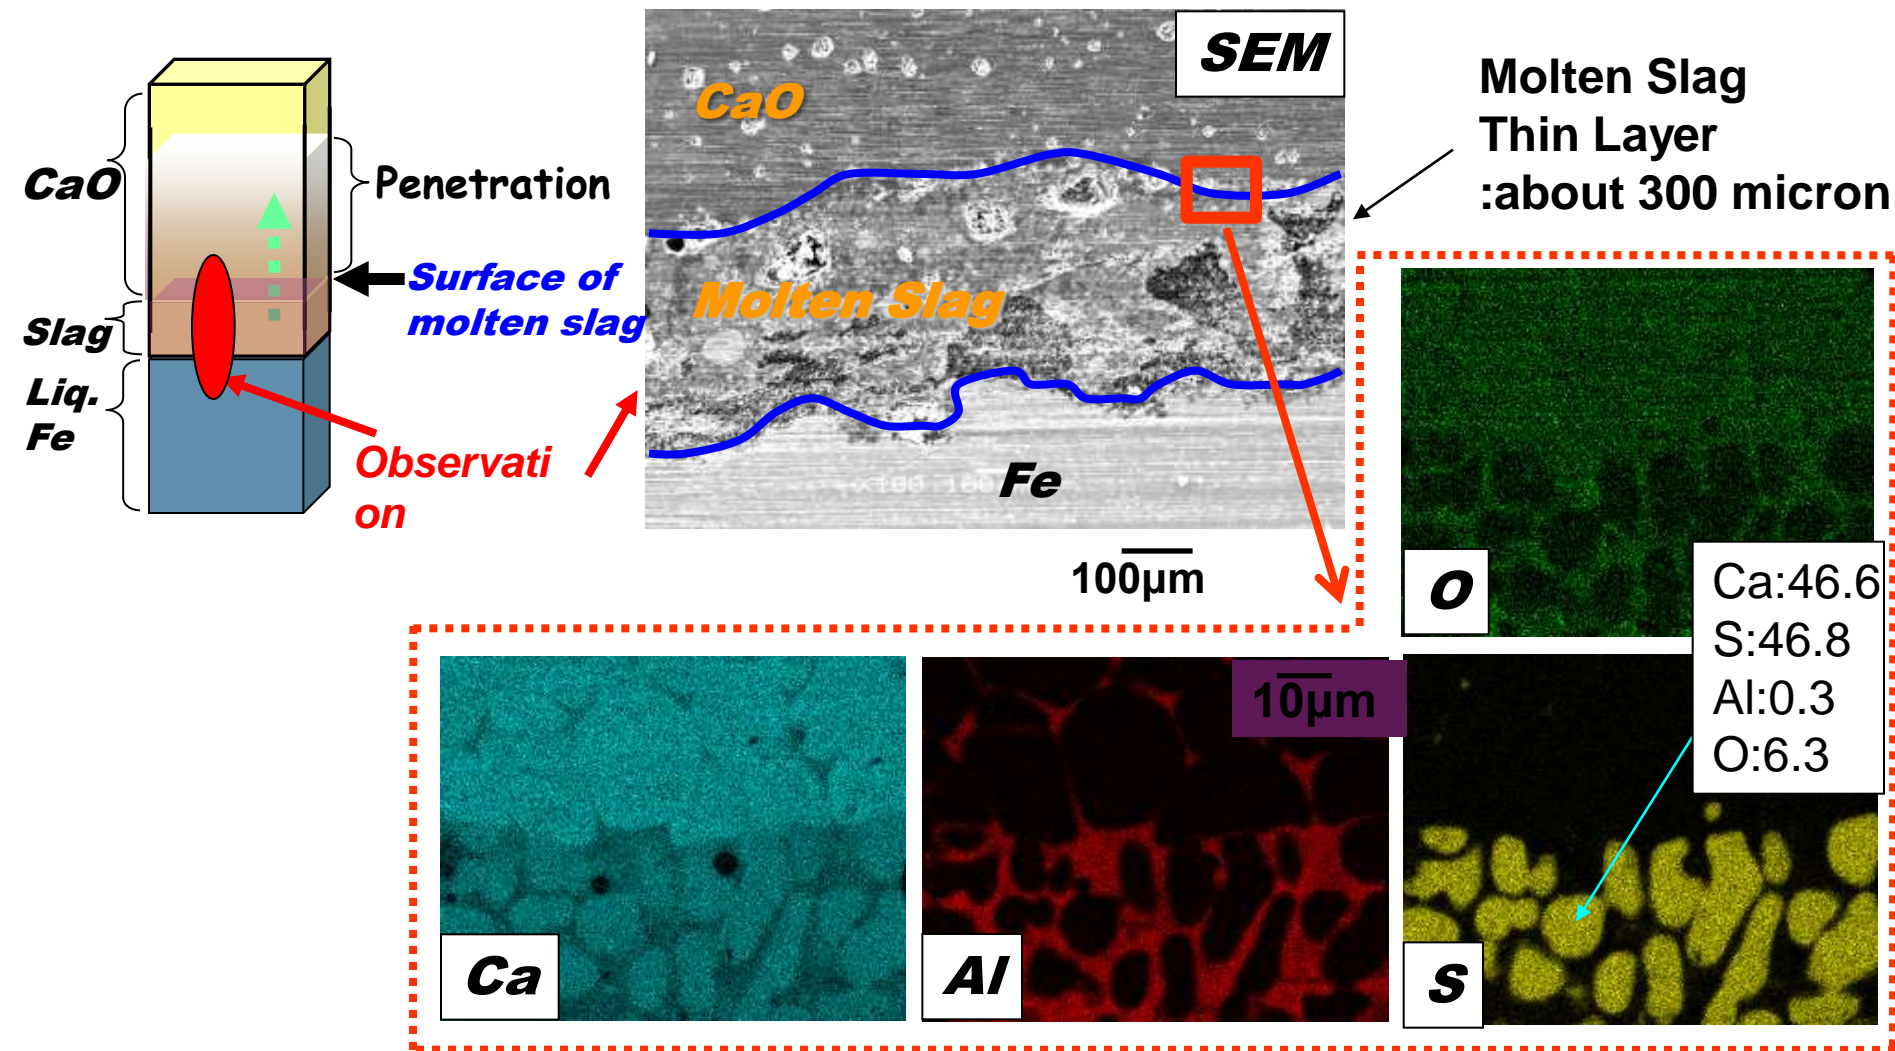 CaO
Penetration
Surface of
molten slag
Slag
Liq.
Fe
Observati
on
SEM
CaO
Molten Slag
Fe
100μm
Molten Slag
Thin Layer
:about 300 micron
O
Ca:46.6
S:46.8
Al:0.3
O:6.3
Ca
Al
10μm
S